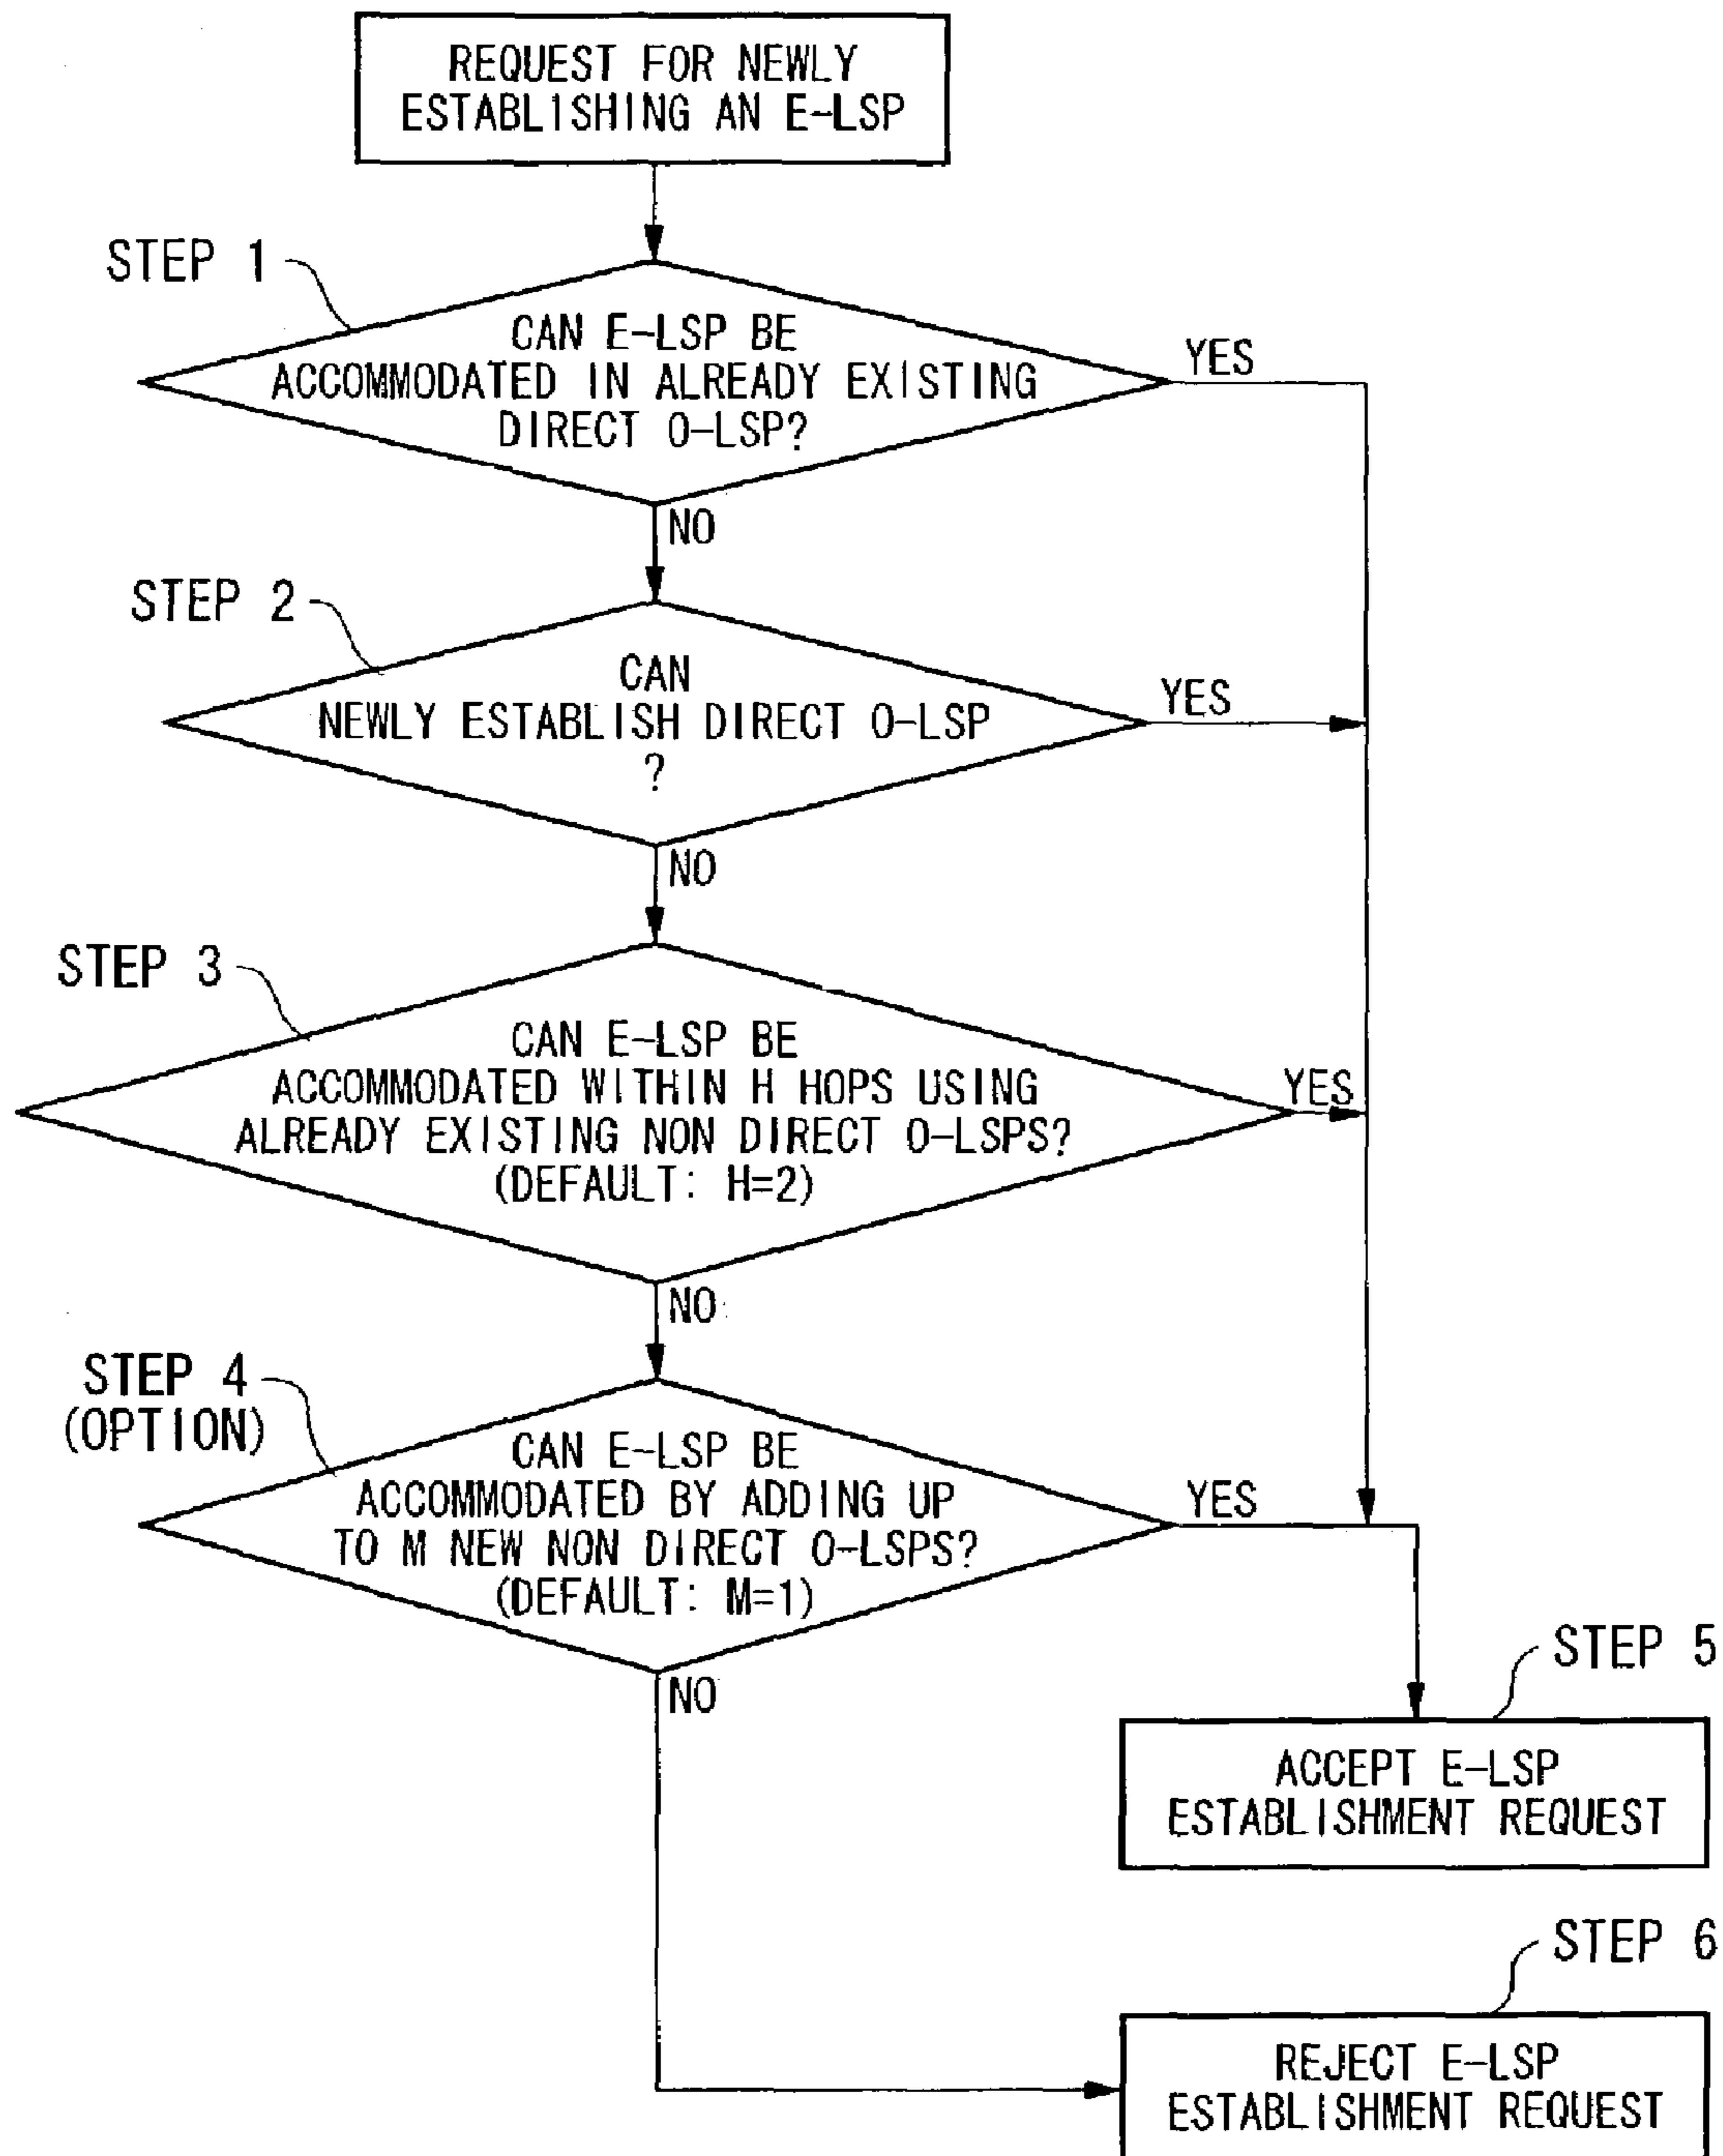 REQUEST FOR NEWLY
ESTABLISHING AN E-LSP
STEP 1
CAN E-LSP BE
ACCOMMODATED IN ALREADY EXISTING
DIRECT O-LSP?
YES
NO
STEP 2
CAN
NEWLY ESTABLISH DIRECT O-LSP
?
YES
NO
STEP 3
CAN E-LSP BE
ACCOMMODATED WITHIN H HOPS USING
ALREADY EXISTING NON DIRECT O-LSPS?
(DEFAULT: H=2)
YES
NO
STEP 4
(OPTION)
CAN E-LSP BE
ACCOMMODATED BY ADDING UP
TO M NEW NON DIRECT O-LSPS?
(DEFAULT: M=1)
YES
NO
STEP 5
ACCEPT E-LSP
ESTABLISHMENT REQUEST
STEP 6
REJECT E-LSP
ESTABLISHMENT REQUEST